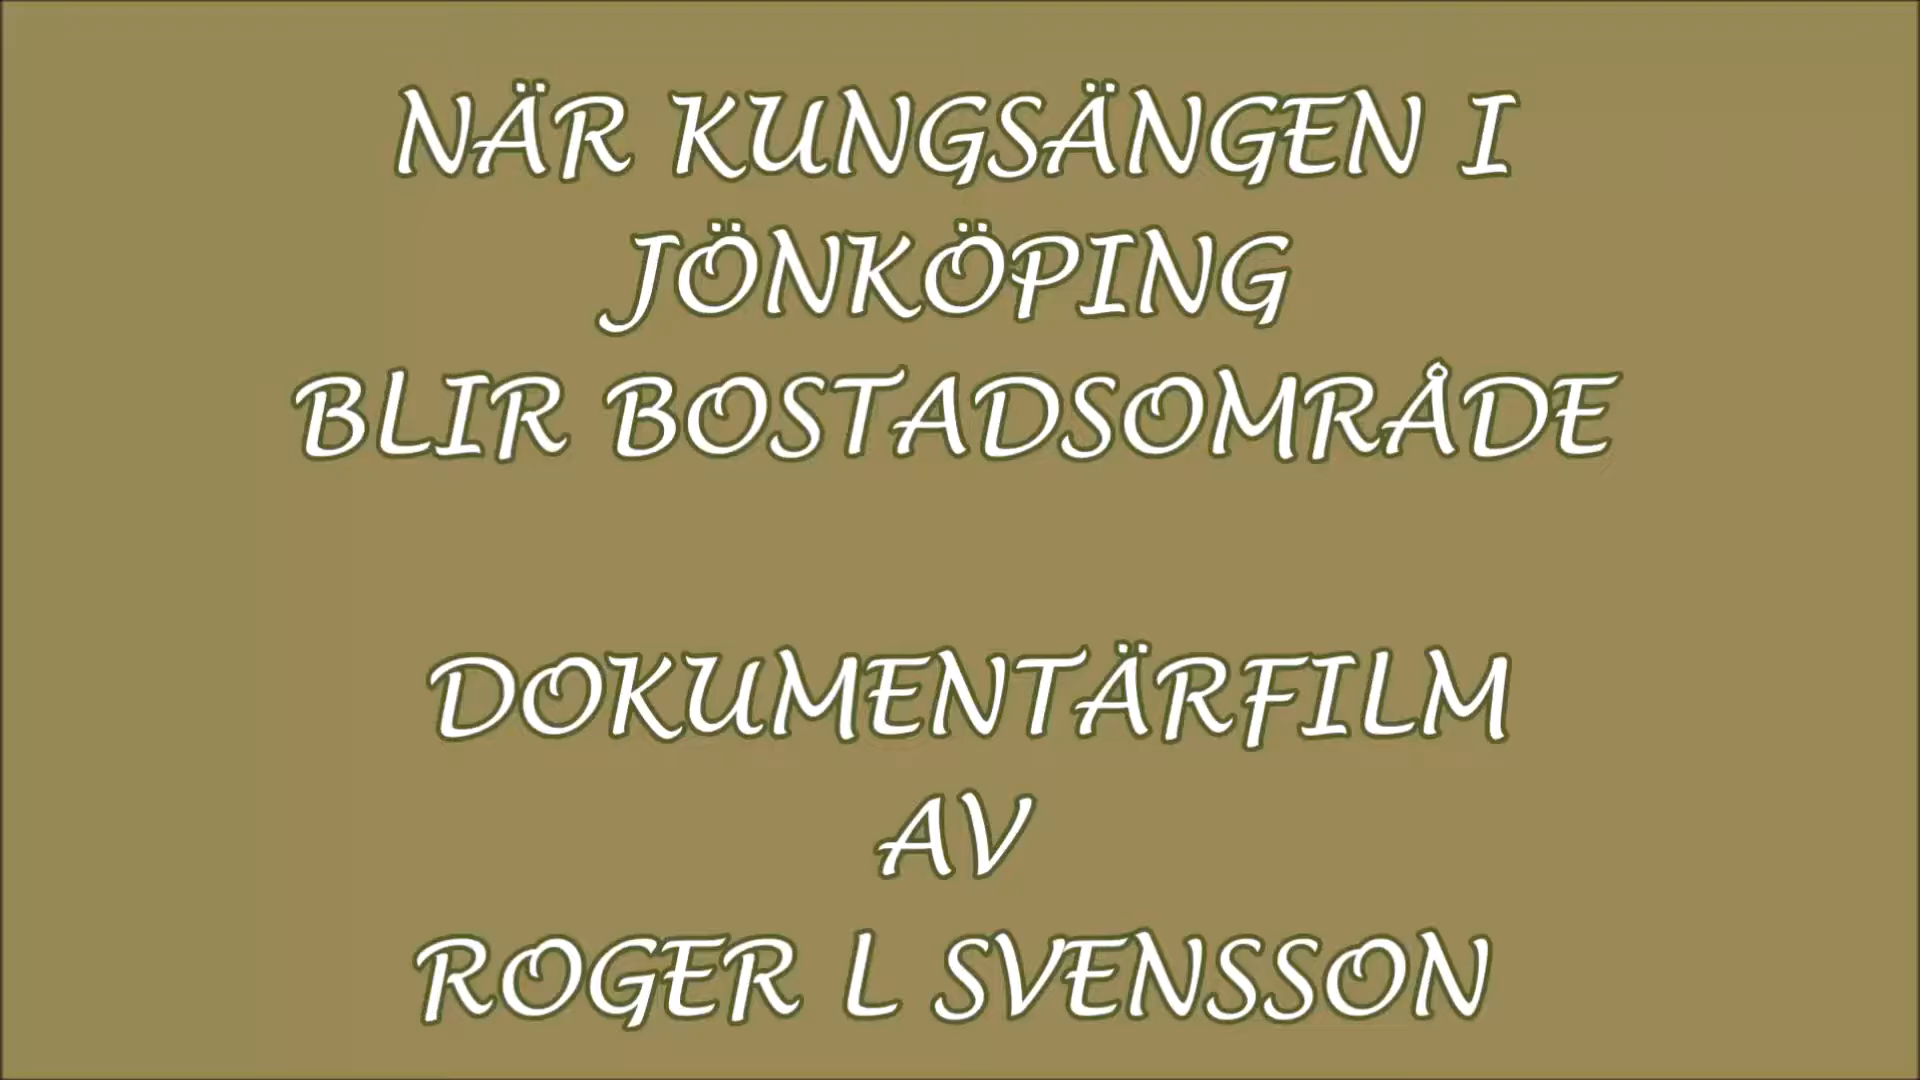 NÄR KUNGSÄNGEN I
JÖNKÖPING
BLIR BOSTADSOMRÅDE
DOKUMENTÄRFILM
AV
ROGER L SVENSSON